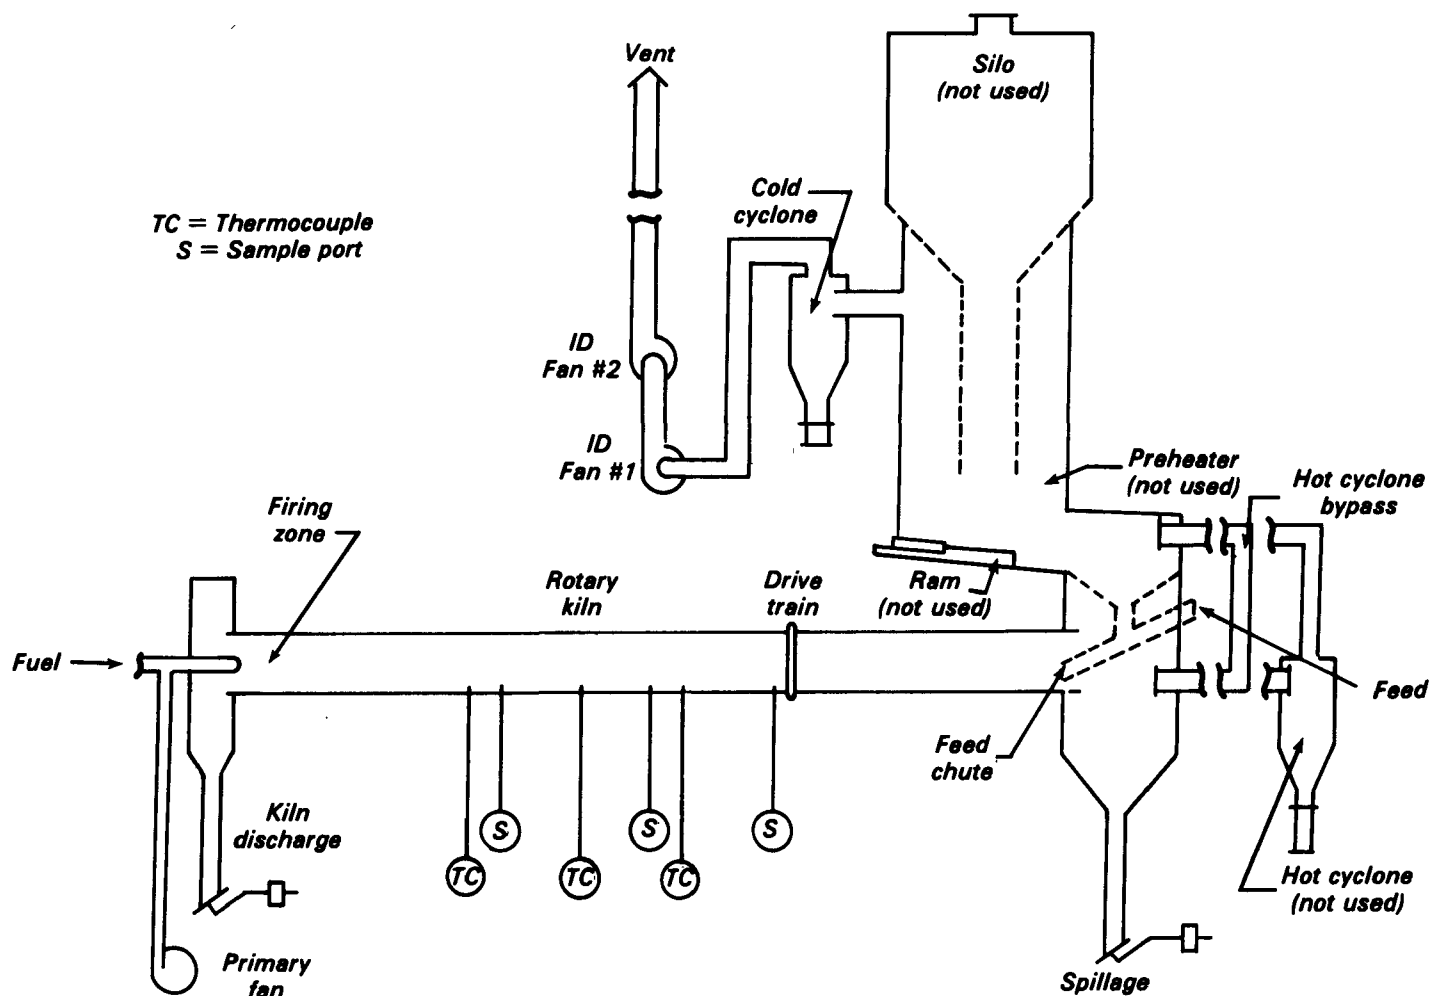 Vent
Silo
(not used)
Cold
cyclone
TC = Thermocouple
S = Sample port
ID
Fan #2
ID
Fan #1
Preheater
(not used)
Hot cyclone
bypass
Firing
zone
Rotary
kiln
Drive
train
Ram
(not used)
Fuel
Feed
Feed
chute
Kiln
discharge
S
S
S
TC
TC
TC
Hot cyclone
(not used)
Primary
fan
Spillage